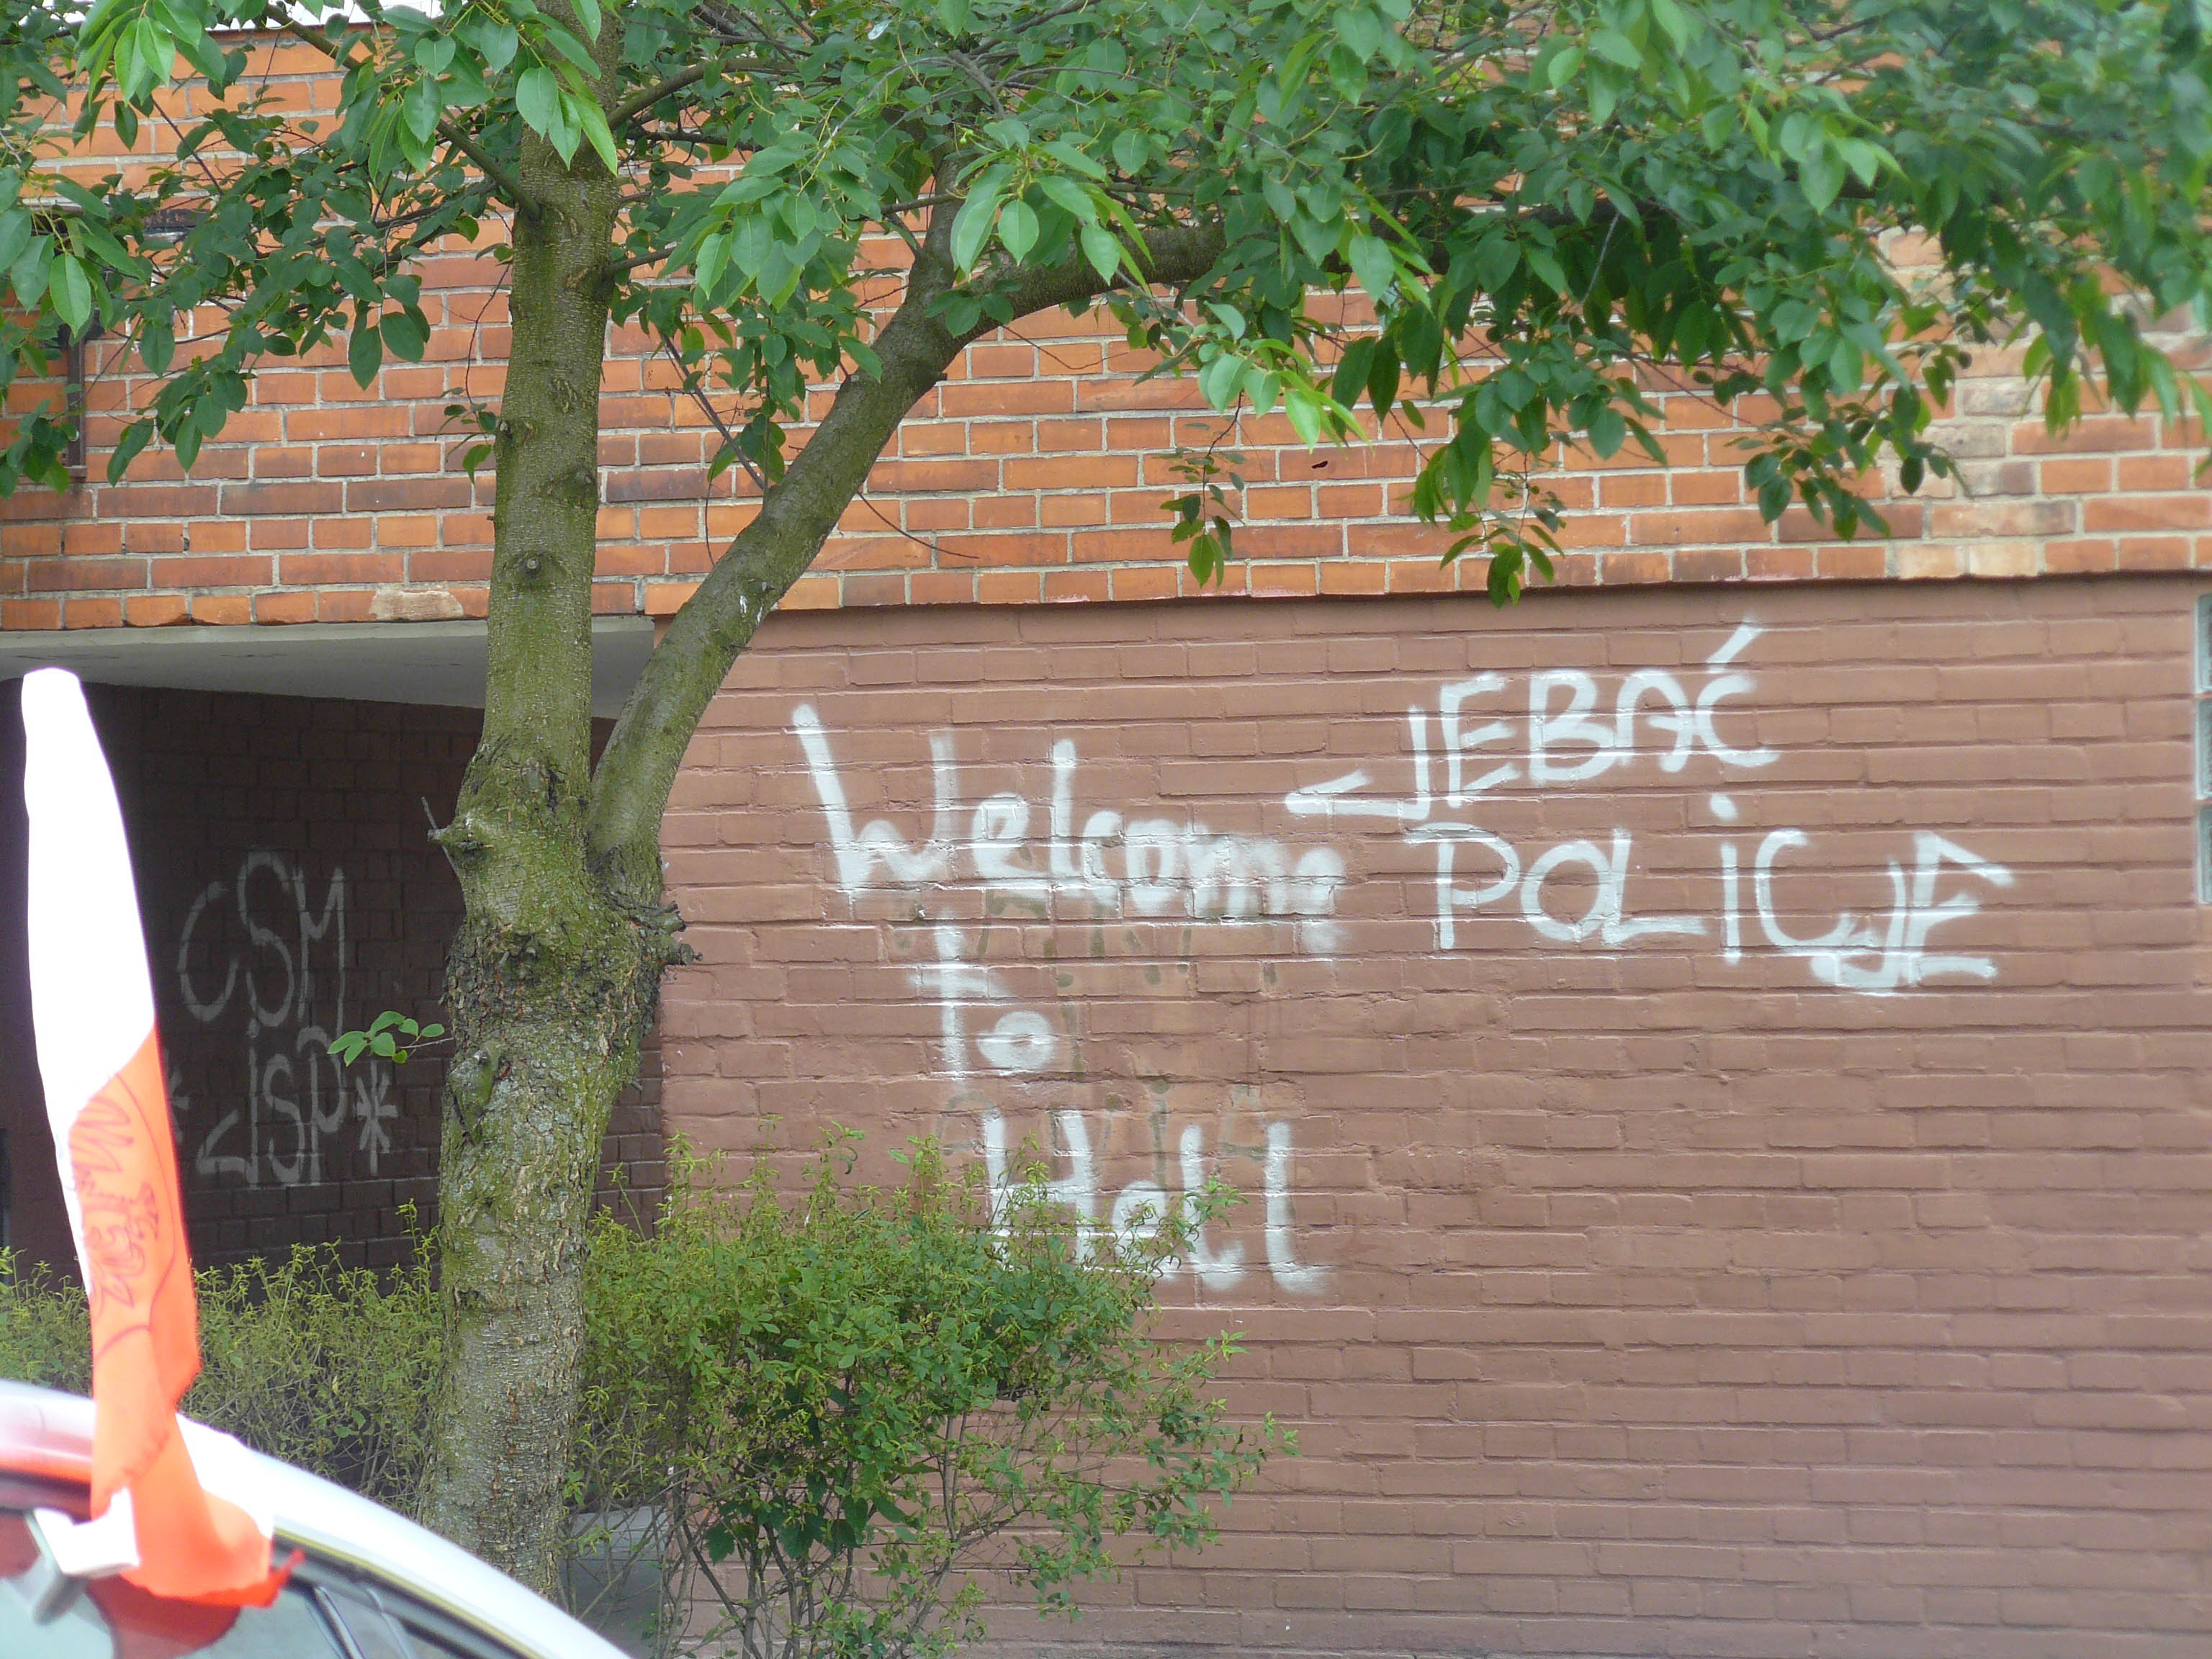 Welcome
to
Hell
JEBAĆ
POLiCJE
CSM
JSP